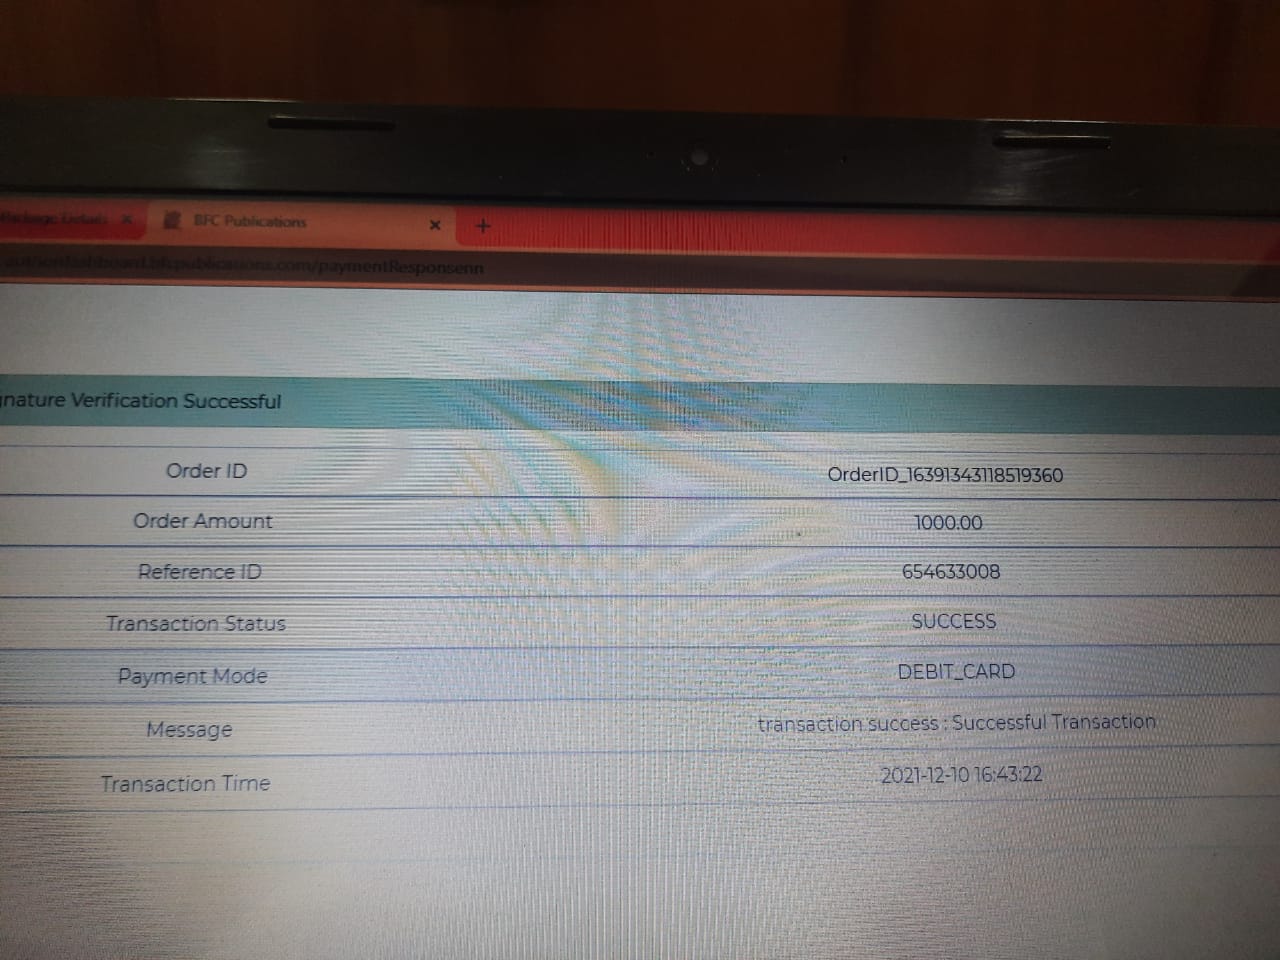 Package Details
BFC Publications
authordashboard.bfcpublications.com/paymentResponsenn
gnature Verification Successful
Order ID OrderID_16391343118519360
Order Amount 1000.00
Reference ID 654633008
Transaction Status SUCCESS
Payment Mode DEBIT_CARD
Message transaction success : Successful Transaction
Transaction Time 2021-12-10 16:43:22